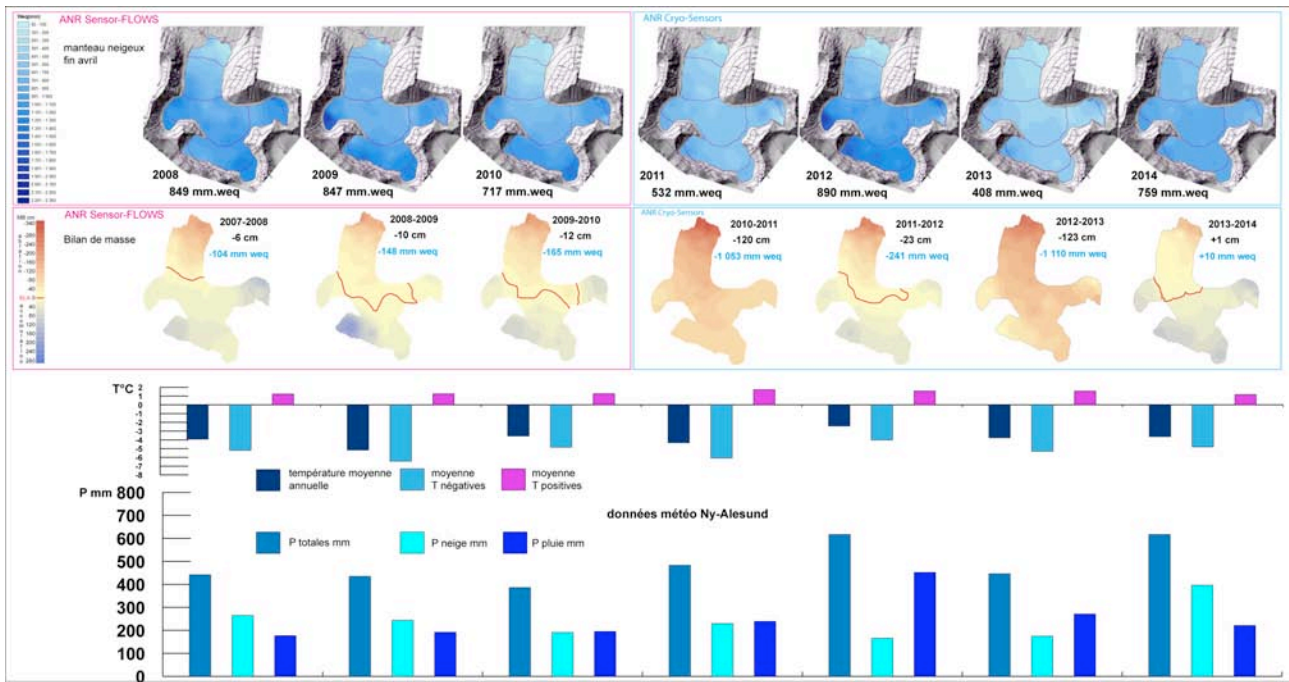 ANR Sensor-FLOWS
manteau neigeux
fin avril
2008
849 mm.weq
2009
847 mm.weq
2010
717 mm.weq
ANR Cryo-Sensors
2011
532 mm.weq
2012
890 mm.weq
2013
408 mm.weq
2014
759 mm.weq
ANR Sensor-FLOWS
Bilan de masse
2007-2008
-6 cm
-104 mm weq
2008-2009
-10 cm
-148 mm weq
2009-2010
-12 cm
-165 mm weq
ANR Cryo-Sensors
2010-2011
-120 cm
-1 053 mm weq
2011-2012
-23 cm
-241 mm weq
2012-2013
-123 cm
-1 110 mm weq
2013-2014
+1 cm
+10 mm weq
T°C
2
1
0
-1
-2
-3
-4
-5
-6
-7
-8
température moyenne
annuelle
moyenne
T négatives
moyenne
T positives
P mm
800
700
600
500
400
300
200
100
0
données météo Ny-Alesund
P totales mm
P neige mm
P pluie mm